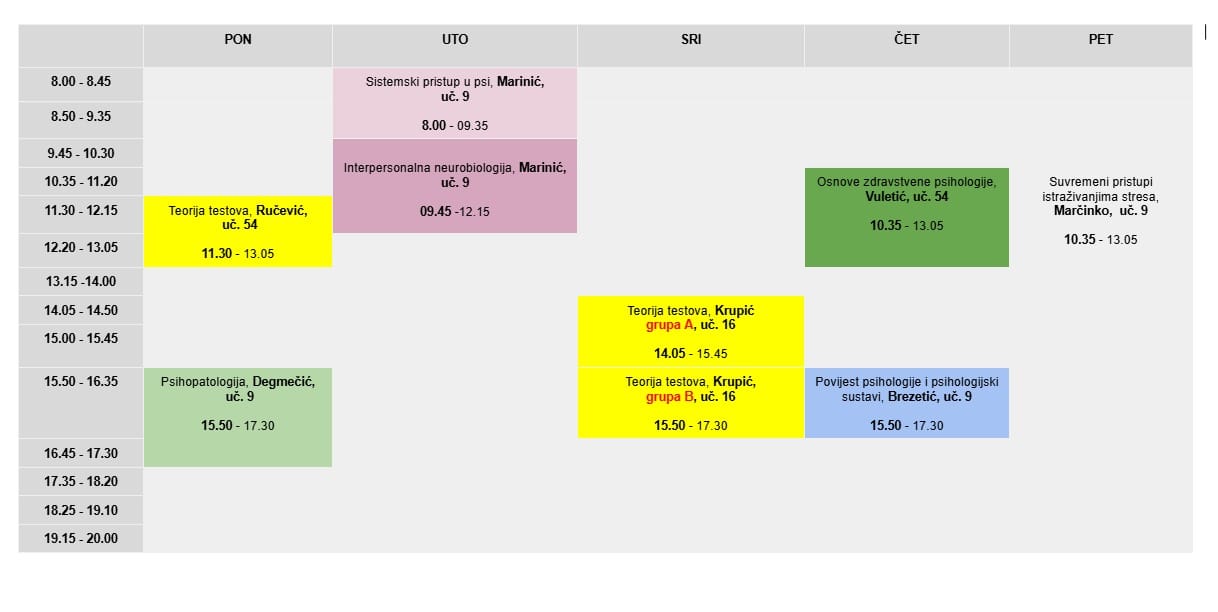 PON UTO SRI ČET PET
8.00 - 8.45
8.50 - 9.35
9.45 - 10.30
10.35 - 11.20
11.30 - 12.15
12.20 - 13.05
13.15 -14.00
14.05 - 14.50
15.00 - 15.45
15.50 - 16.35
16.45 - 17.30
17.35 - 18.20
18.25 - 19.10
19.15 - 20.00
Teorija testova, Ručević,
uč. 54
11.30 - 13.05
Psihopatologija, Degmečić,
uč. 9
15.50 - 17.30
Sistemski pristup u psi, Marinić,
uč. 9
8.00 - 09.35
Interpersonalna neurobiologija, Marinić,
uč. 9
09.45 -12.15
Teorija testova, Krupić
grupa A, uč. 16
14.05 - 15.45
Teorija testova, Krupić,
grupa B, uč. 16
15.50 - 17.30
Osnove zdravstvene psihologije,
Vuletić, uč. 54
10.35 - 13.05
Povijest psihologije i psihologijski
sustavi, Brezetić, uč. 9
15.50 - 17.30
Suvremeni pristupi
istraživanjima stresa,
Marčinko, uč. 9
10.35 - 13.05